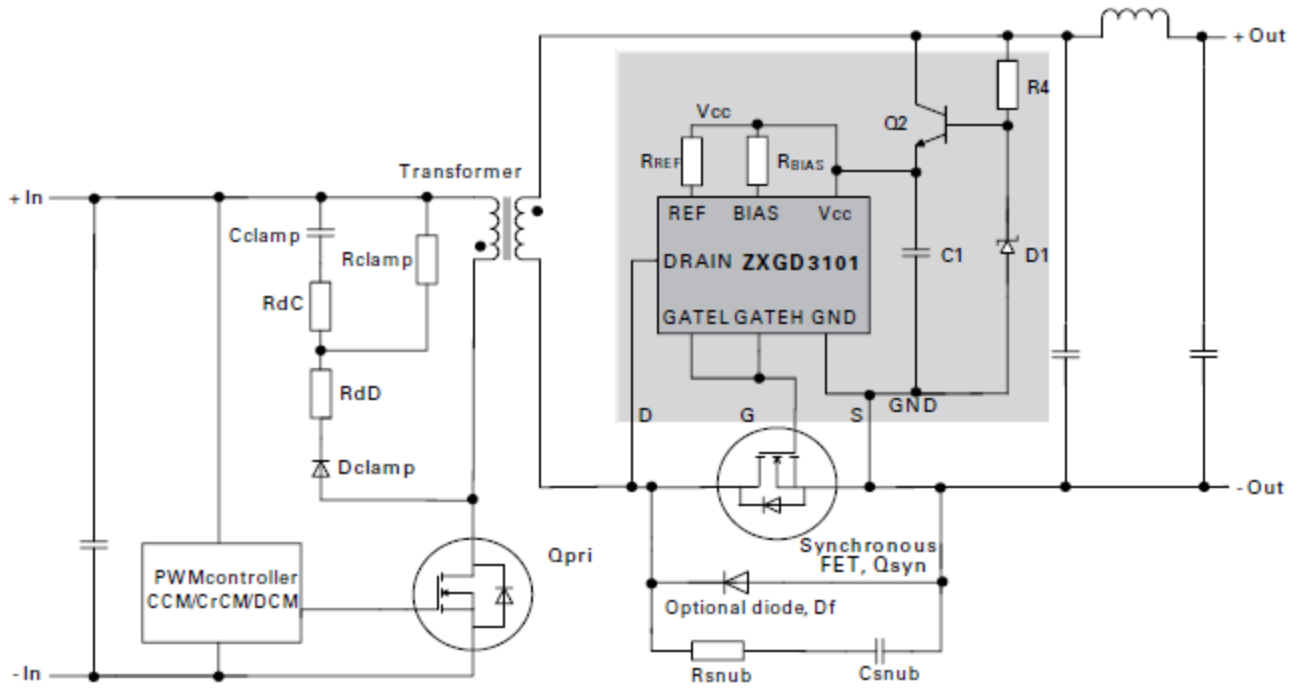 + Out
R4
Q2
Vcc
RREF
RBIAS
Transformer
+ In
REF BIAS Vcc
Cclamp
Rclamp
DRAIN ZXGD3101
C1
D1
RdC
GATEL GATEH GND
RdD
D G S GND
Dclamp
- Out
Qpri
Synchronous
FET, Qsyn
PWMcontroller
CCM/CrCM/DCM
Optional diode, Df
- In
Rsnub
Csnub